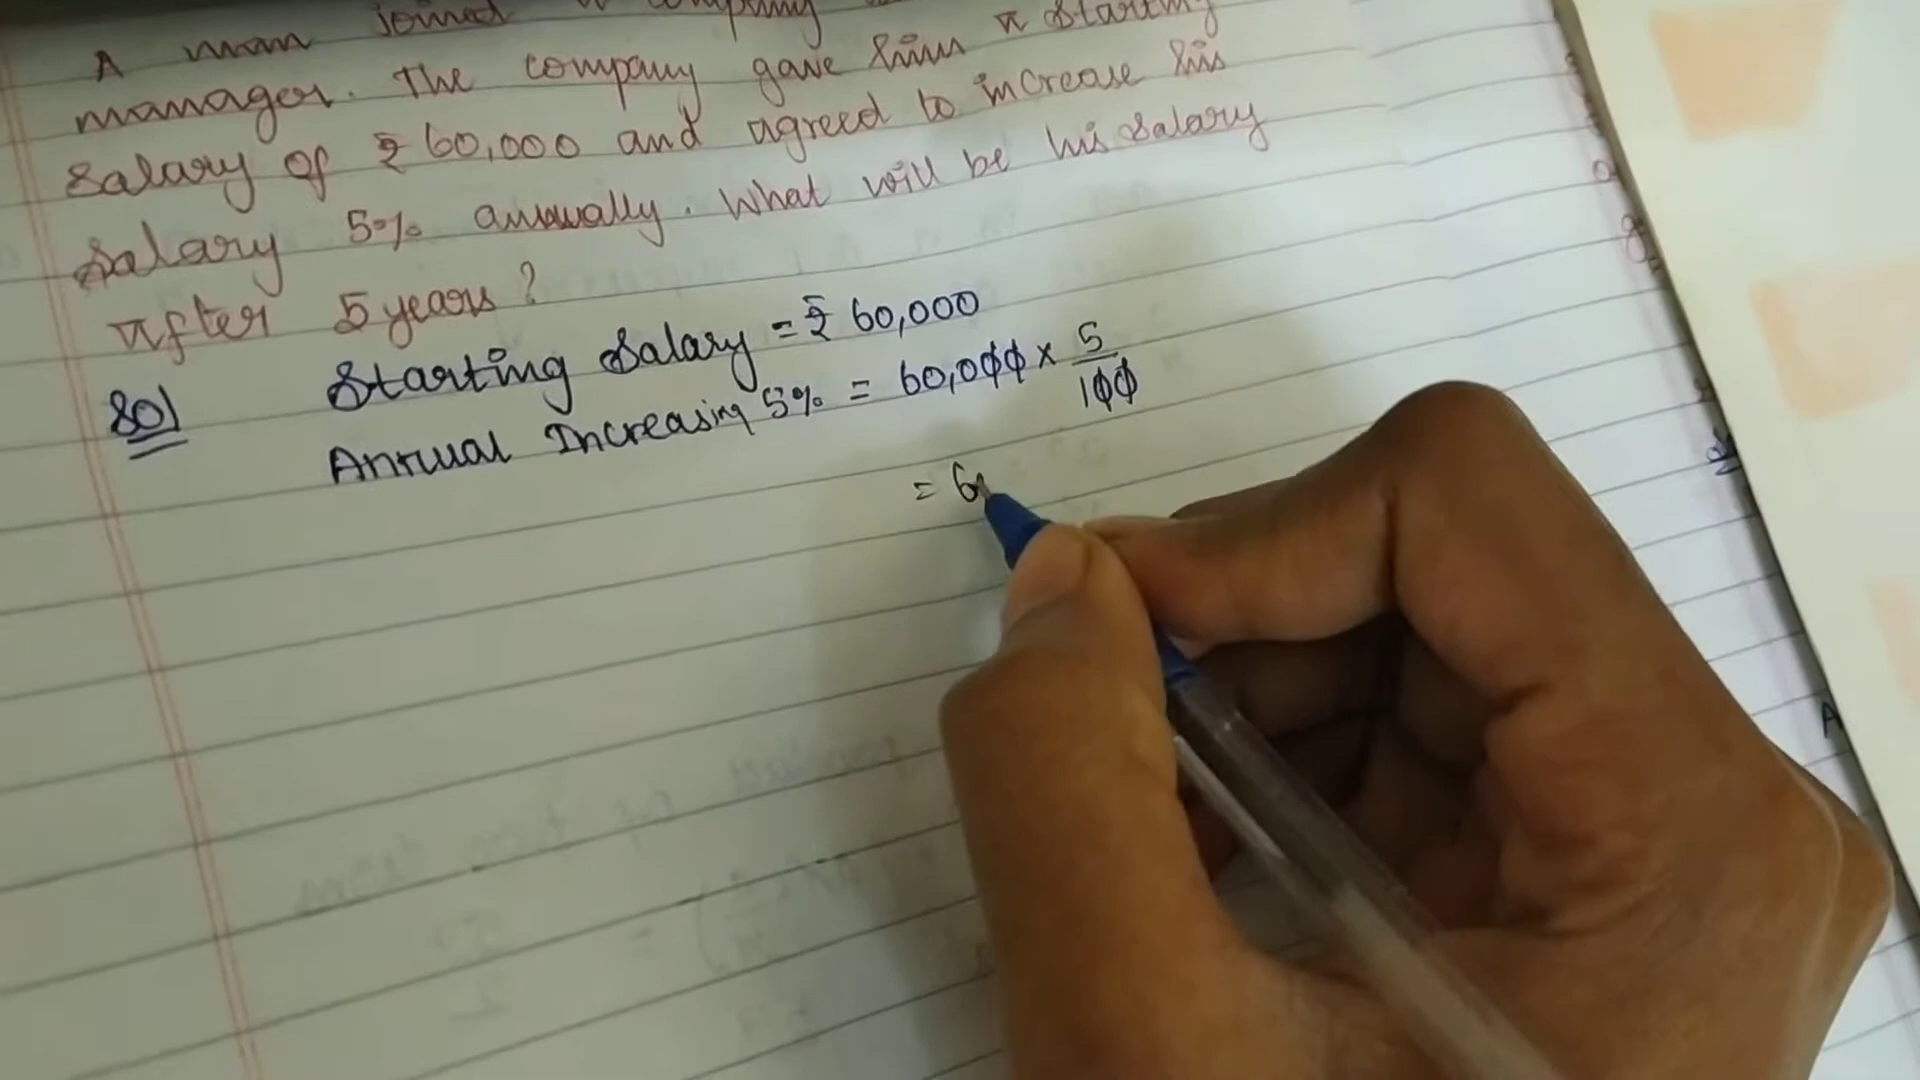 A man joined a company
manager. The company gave him a starting
salary of ₹ 60,000 and agreed to increase his
salary 5% annually. What will be his salary
after 5 years?
Sol Starting Salary = ₹ 60,000
Annual Increasing 5% = 60,000 × 5/100
= 60